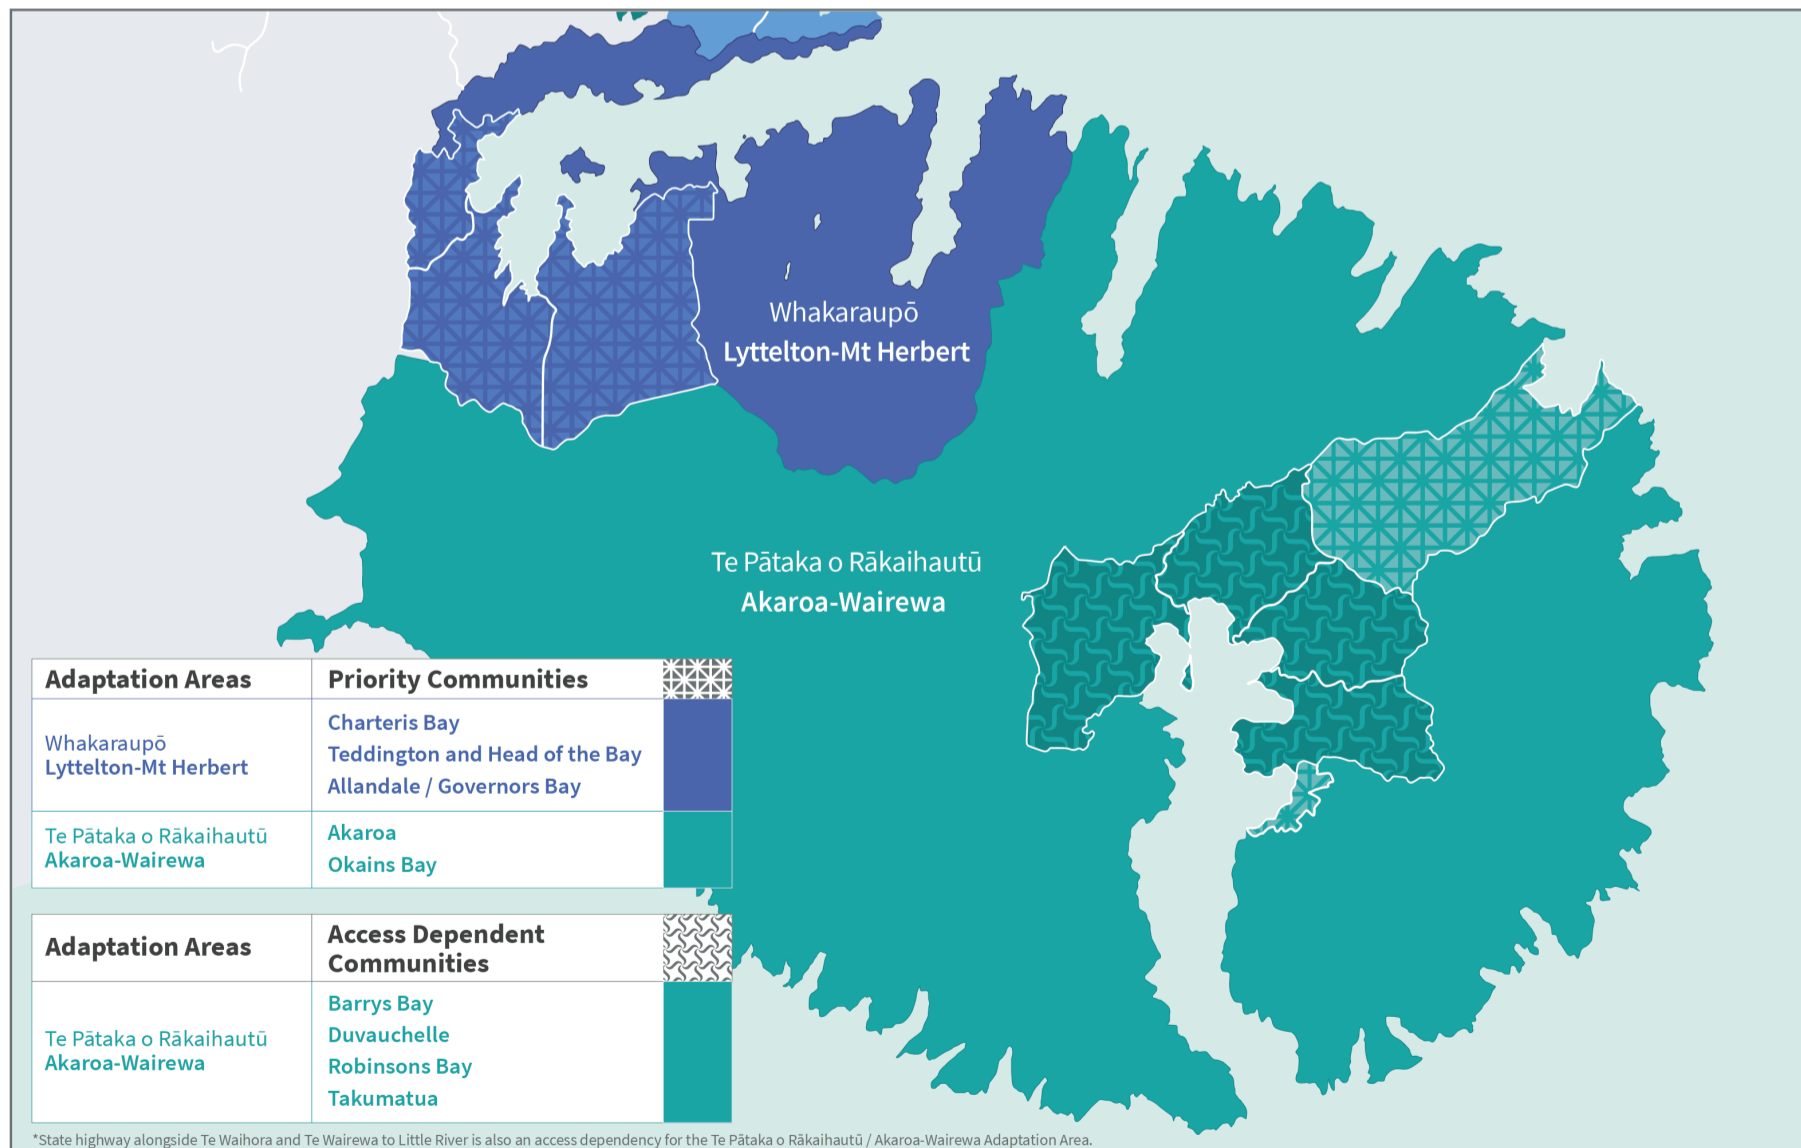 Whakaraupō
Lyttelton-Mt Herbert
Te Pātaka o Rākaihautū
Akaroa-Wairewa
Adaptation Areas
Priority Communities
Whakaraupō
Lyttelton-Mt Herbert
Charteris Bay
Teddington and Head of the Bay
Allandale / Governors Bay
Te Pātaka o Rākaihautū
Akaroa-Wairewa
Akaroa
Okains Bay
Adaptation Areas
Access Dependent
Communities
Te Pātaka o Rākaihautū
Akaroa-Wairewa
Barrys Bay
Duvauchelle
Robinsons Bay
Takumatua
*State highway alongside Te Waihora and Te Wairewa to Little River is also an access dependency for the Te Pātaka o Rākaihautū / Akaroa-Wairewa Adaptation Area.